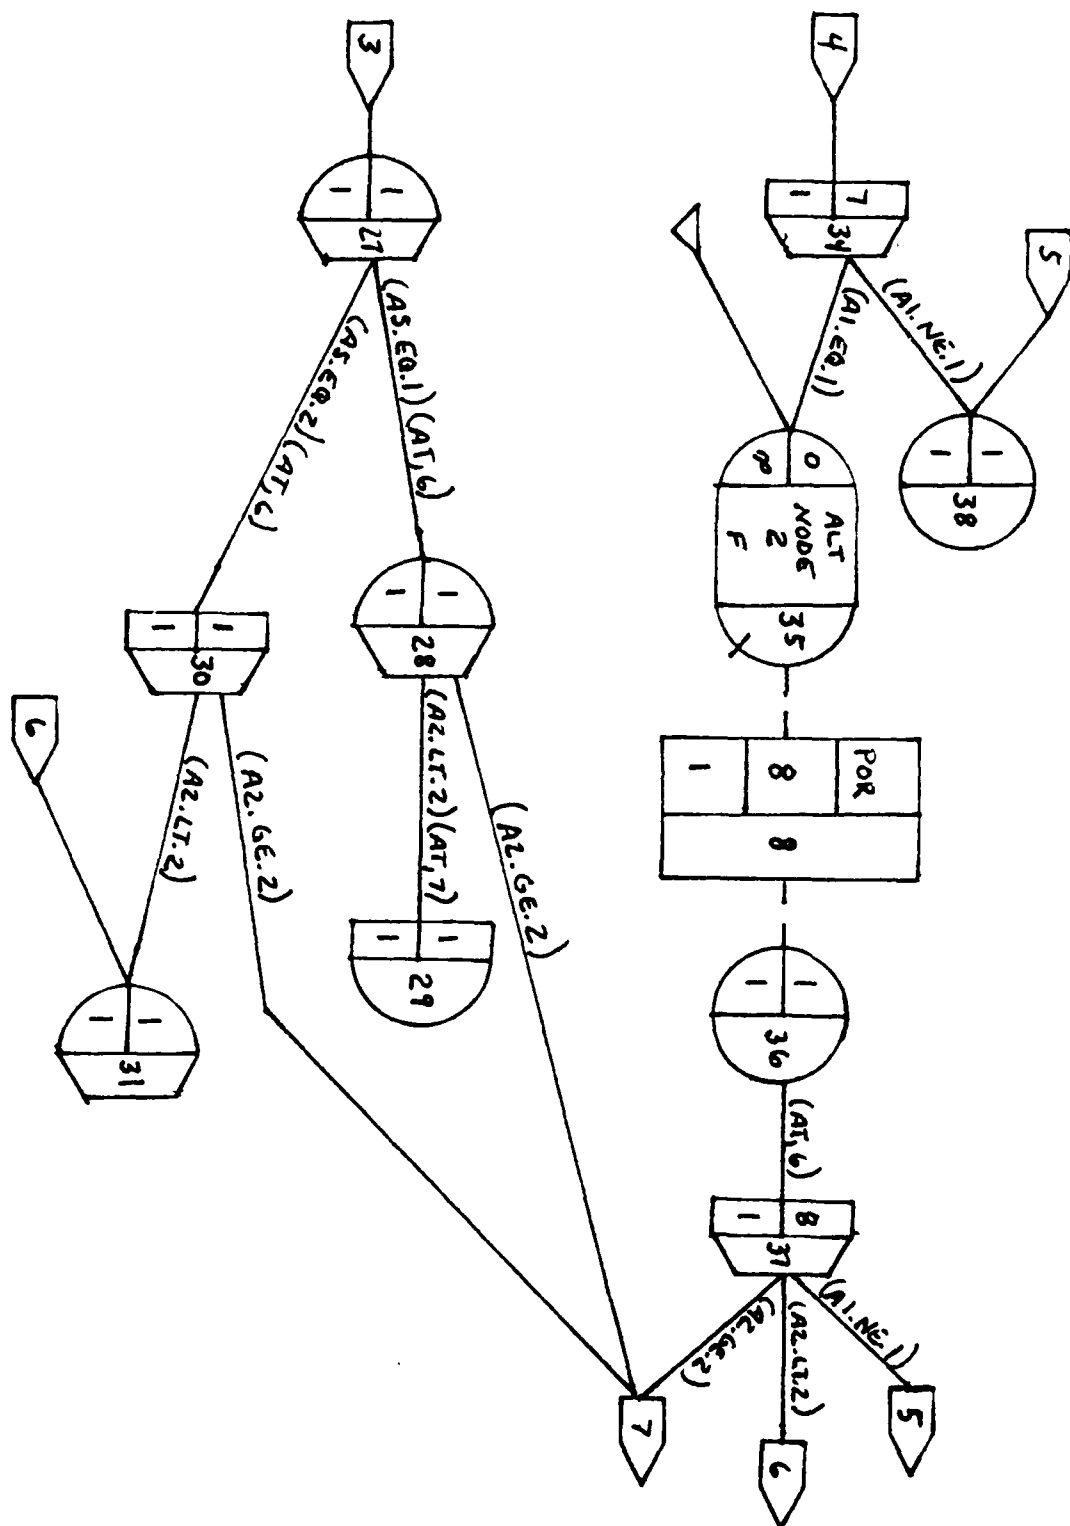 3
1
1
27
(A5.EQ.1)(AT,6)
(A5.EQ.2)(AT,6)
1
1
28
(A2.LT.2)(AT,7)
(A2.GE.2)
1
1
29
1
1
30
(A2.GE.2)
(A2.LT.2)
6
1
1
31
4
7
1
34
(A1.NE.1)
(A1.EQ.1)
5
1
1
38
0
∞
ALT
NODE
2
F
35
POR
8
1
8
1
1
36
(AT,6)
8
1
37
(A1.NE.1)
(A2.LT.2)
(A2.GE.2)
5
6
7